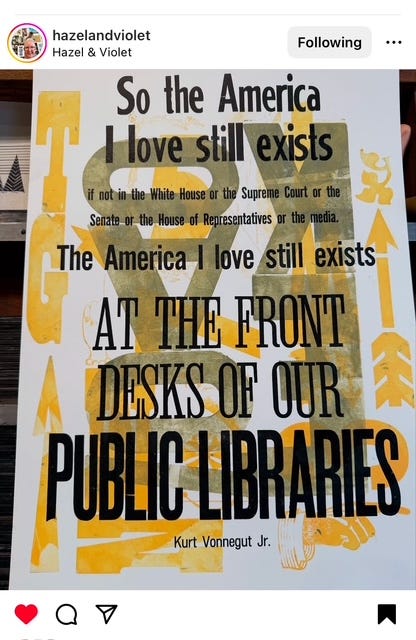 hazelandviolet
Hazel & Violet
Following
So the America
I love still exists
if not in the White House or the Supreme Court or the
Senate or the House of Representatives or the media.
The America I love still exists
AT THE FRONT
DESKS OF OUR
PUBLIC LIBRARIES
Kurt Vonnegut Jr.